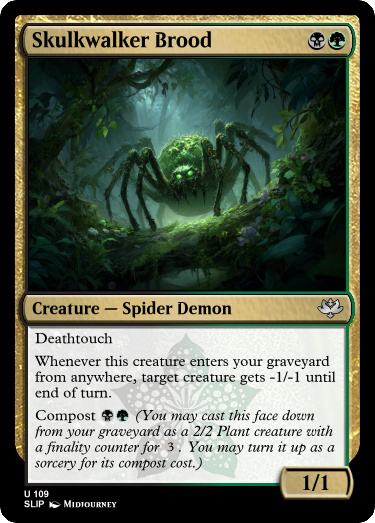 Skulkwalker Brood
Creature — Spider Demon
Deathtouch
Whenever this creature enters your graveyard
from anywhere, target creature gets -1/-1 until
end of turn.
Compost (You may cast this face down
from your graveyard as a 2/2 Plant creature with
a finality counter for 3 . You may turn it up as a
sorcery for its compost cost.)
1/1
U 109
SLIP MIDJOURNEY